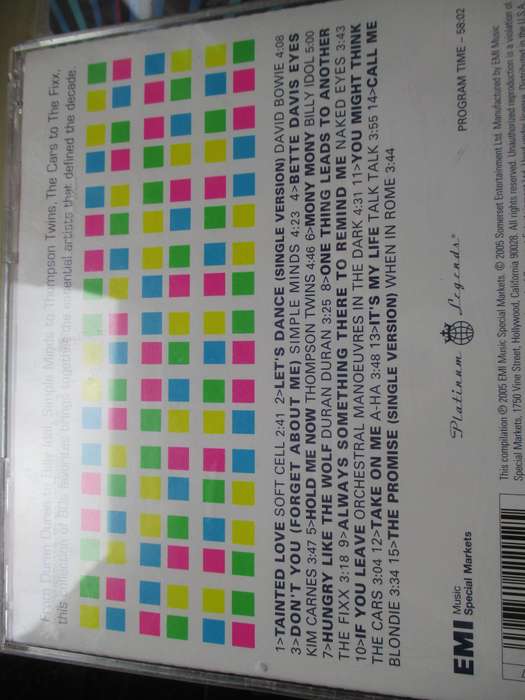 From Duran Duran to Billy Idol, Simple Minds to Thompson Twins, The Cars to The Fixx,
this collection of 80s favorites brings together the essential artists that defined the decade.
1>TAINTED LOVE SOFT CELL 2:41 2>LET'S DANCE (SINGLE VERSION) DAVID BOWIE 4:08
3>DON'T YOU (FORGET ABOUT ME) SIMPLE MINDS 4:23 4>BETTE DAVIS EYES
KIM CARNES 3:47 5>HOLD ME NOW THOMPSON TWINS 4:46 6>MONY MONY BILLY IDOL 5:00
7>HUNGRY LIKE THE WOLF DURAN DURAN 3:25 8>ONE THING LEADS TO ANOTHER
THE FIXX 3:18 9>ALWAYS SOMETHING THERE TO REMIND ME NAKED EYES 3:43
10>IF YOU LEAVE ORCHESTRAL MANOEUVRES IN THE DARK 4:31 11>YOU MIGHT THINK
THE CARS 3:04 12>TAKE ON ME A-HA 3:48 13>IT'S MY LIFE TALK TALK 3:55 14>CALL ME
BLONDIE 3:34 15>THE PROMISE (SINGLE VERSION) WHEN IN ROME 3:44
EMI Music
Special Markets
Platinum Legends.®
PROGRAM TIME – 58:02
This compilation ℗ 2005 EMI Music Special Markets. © 2005 Somerset Entertainment Ltd. Manufactured by EMI Music
Special Markets, 1750 Vine Street, Hollywood, California 90028. All rights reserved. Unauthorized reproduction is a violation of